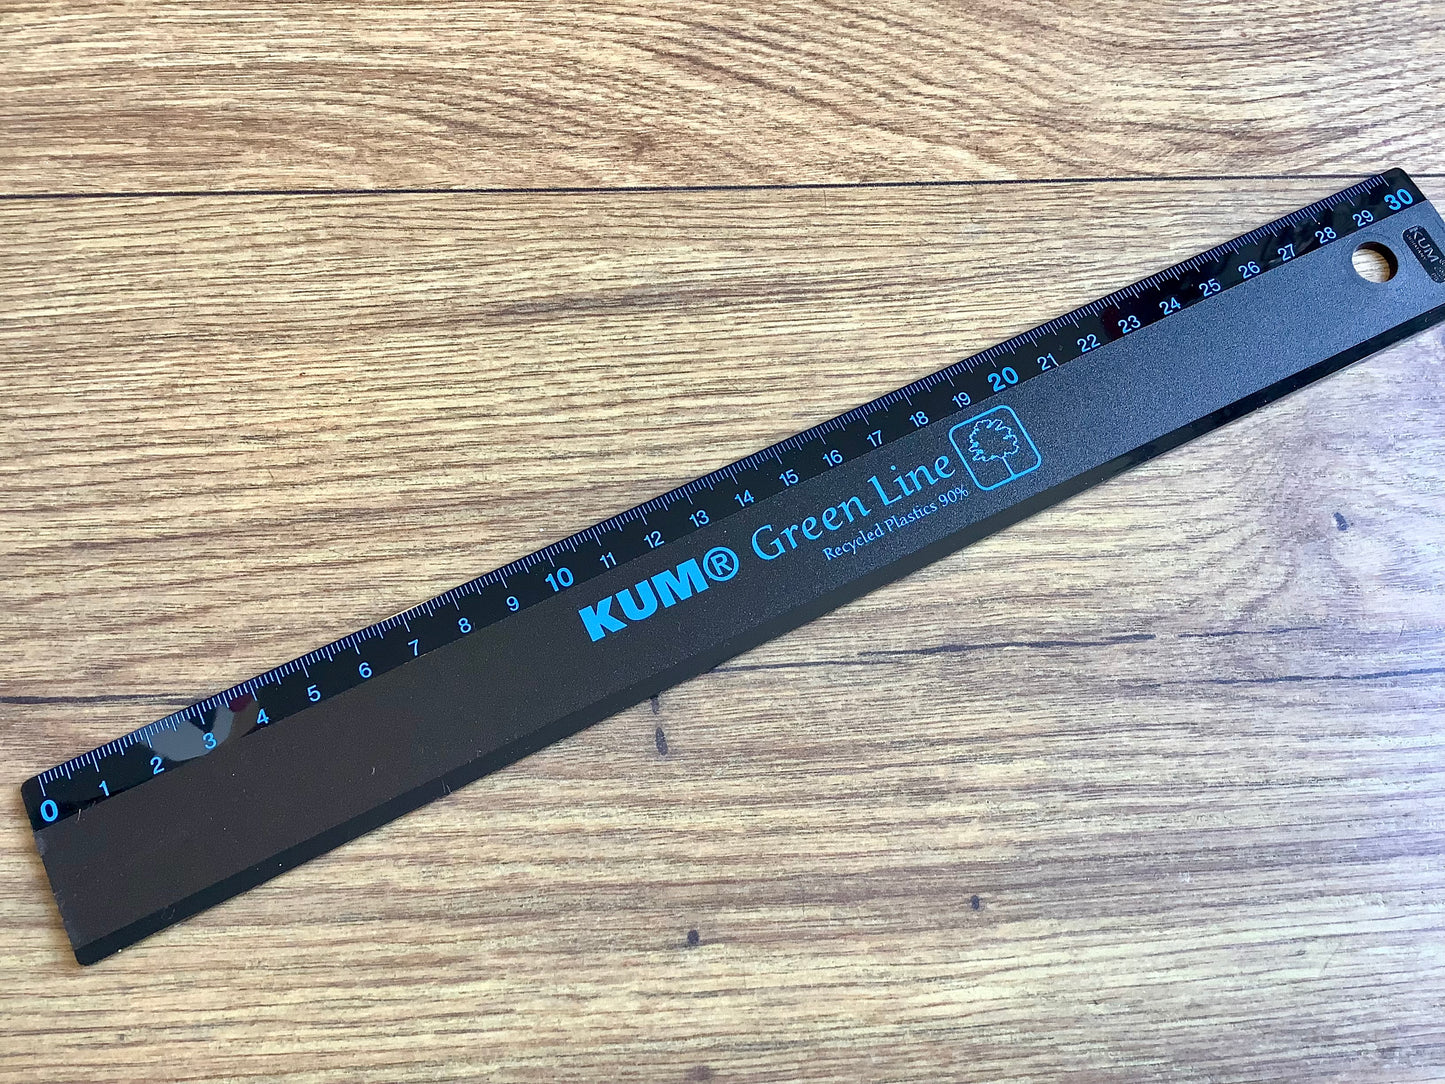 0 1 2 3 4 5 6 7 8 9 10 11 12 13 14 15 16 17 18 19 20 21 22 23 24 25 26 27 28 29 30
KUM® Green Line
Recycled Plastics 90%
KUM